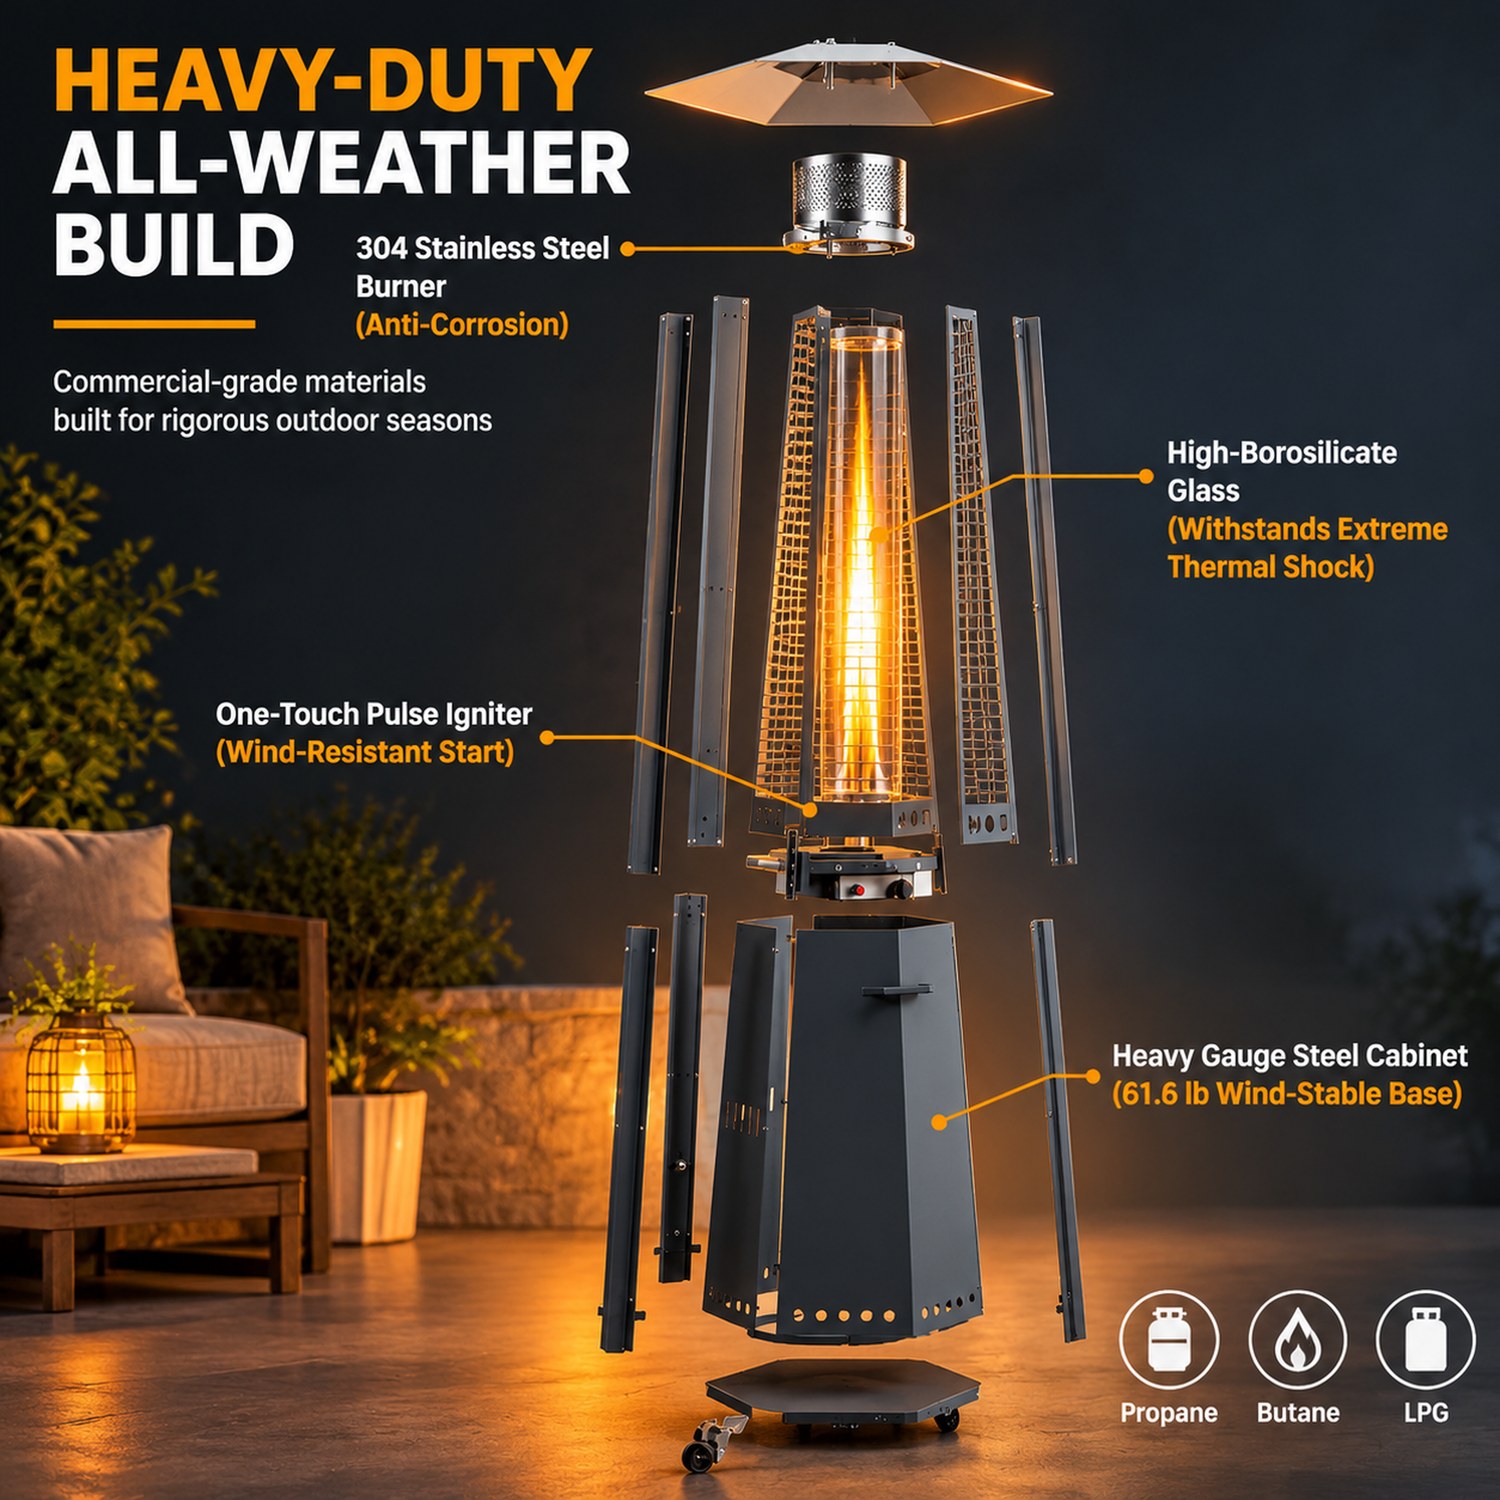 HEAVY-DUTY
ALL-WEATHER
BUILD
Commercial-grade materials
built for rigorous outdoor seasons
304 Stainless Steel
Burner
(Anti-Corrosion)
High-Borosilicate
Glass
(Withstands Extreme
Thermal Shock)
One-Touch Pulse Igniter
(Wind-Resistant Start)
Heavy Gauge Steel Cabinet
(61.6 lb Wind-Stable Base)
Propane
Butane
LPG